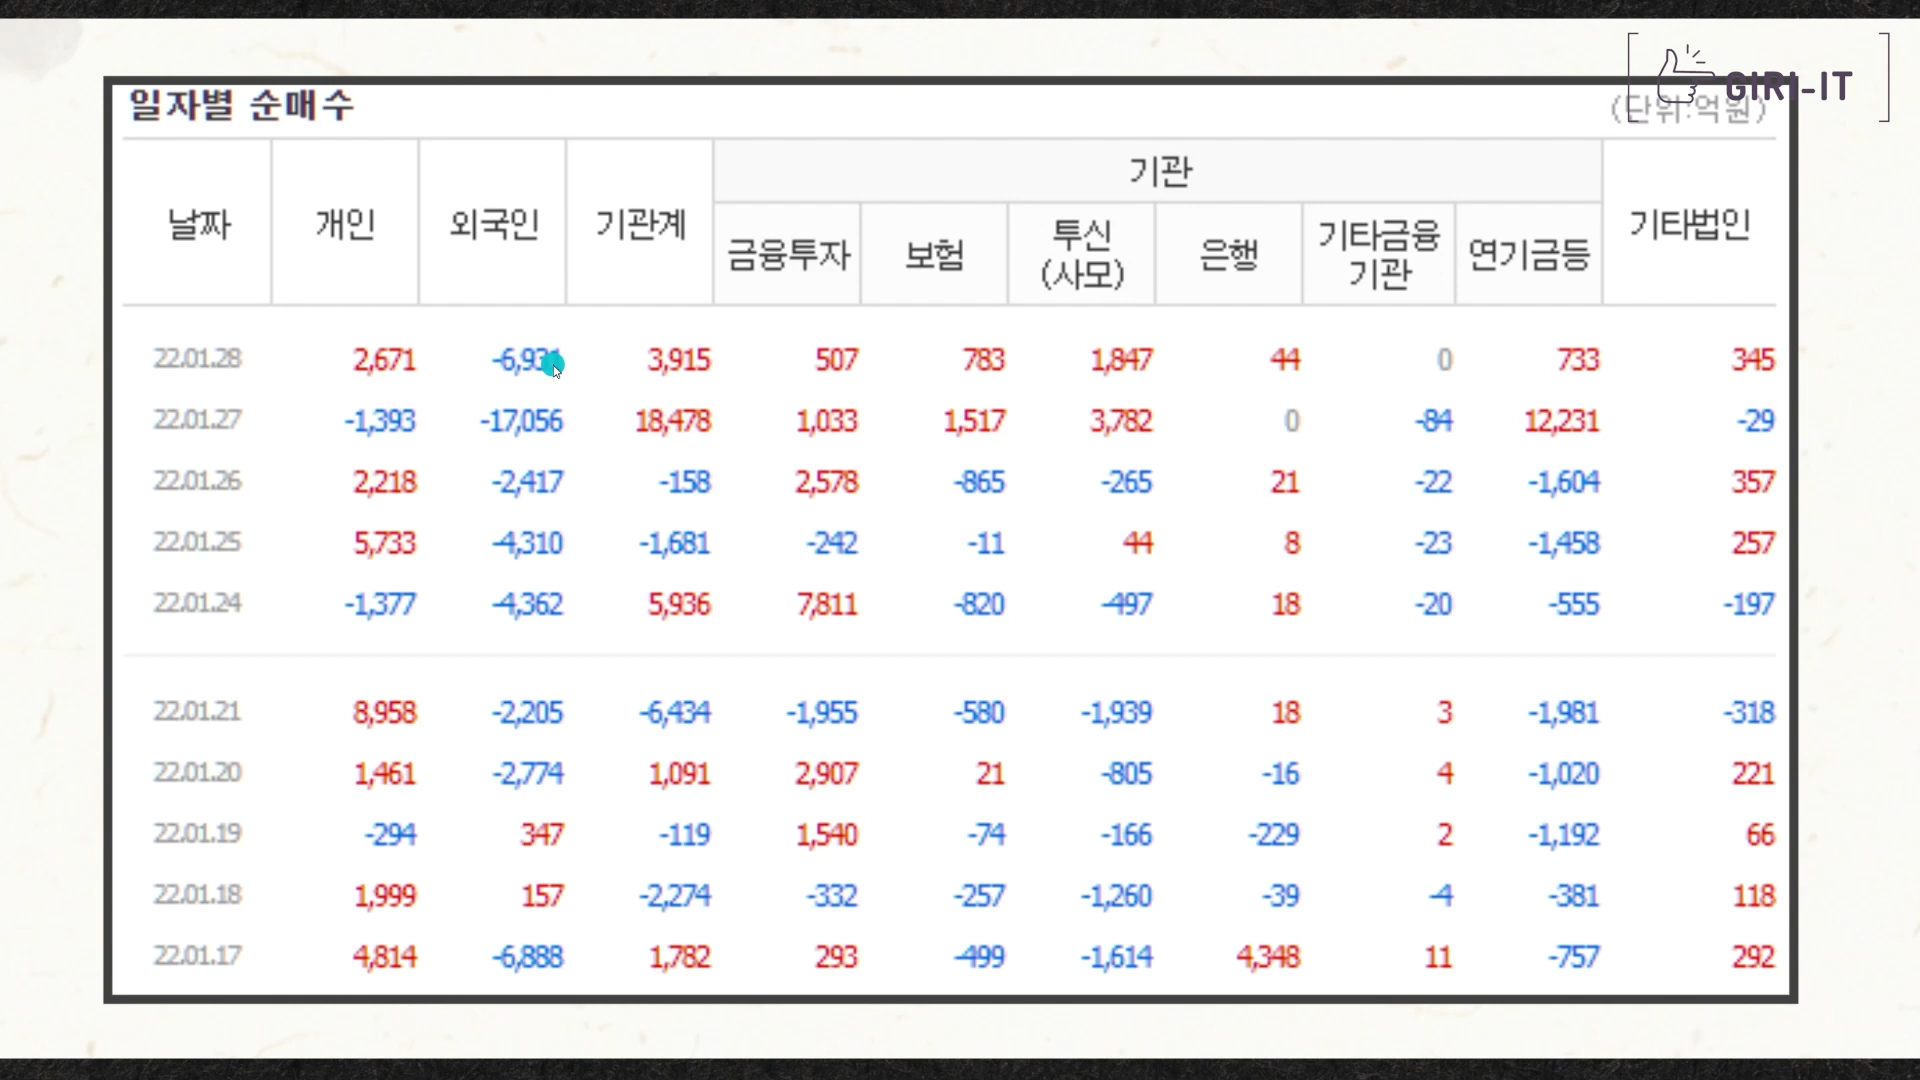 GIRI-IT
일자별 순매수 (단위:억원)
날짜 개인 외국인 기관계 기관 기타법인
금융투자 보험 투신 (사모) 은행 기타금융 기관 연기금등
22.01.28 2,671 3,915 507 783 1,847 44 0 733 345
22.01.27 -1,393 -17,056 18,478 1,033 1,517 3,782 0 -84 12,231 -29
22.01.26 2,218 -2,417 -158 2,578 -865 -265 21 -22 -1,604 357
22.01.25 5,733 -4,310 -1,681 -242 -11 44 8 -23 -1,458 257
22.01.24 -1,377 -4,362 5,936 7,811 -820 -497 18 -20 -555 -197
22.01.21 8,958 -2,205 -6,434 -1,955 -580 -1,939 18 3 -1,981 -318
22.01.20 1,461 -2,774 1,091 2,907 21 -805 -16 4 -1,020 221
22.01.19 -294 347 -119 1,540 -74 -166 -229 2 -1,192 66
22.01.18 1,999 157 -2,274 -332 -257 -1,260 -39 -4 -381 118
22.01.17 4,814 -6,888 1,782 293 -499 -1,614 4,348 11 -757 292